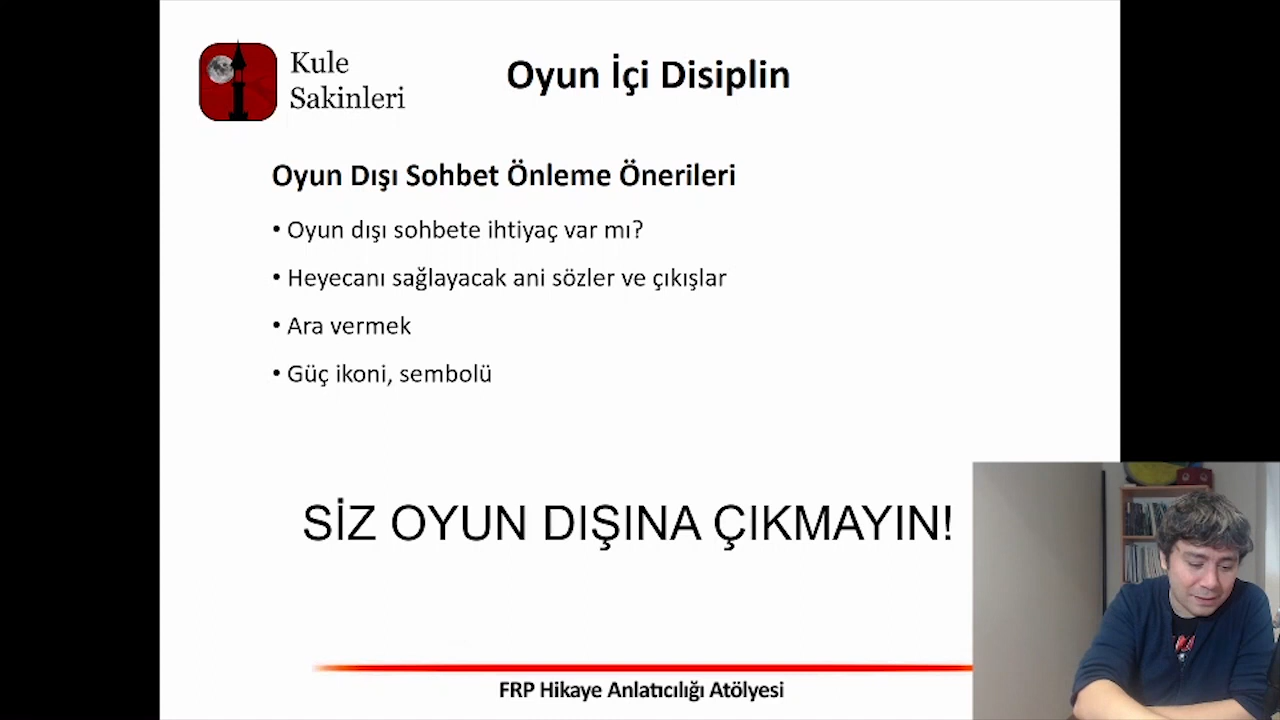 Kule
Sakinleri
Oyun İçi Disiplin
Oyun Dışı Sohbet Önleme Önerileri
• Oyun dışı sohbete ihtiyaç var mı?
• Heyecanı sağlayacak ani sözler ve çıkışlar
• Ara vermek
• Güç ikoni, sembolü
SİZ OYUN DIŞINA ÇIKMAYIN!
FRP Hikaye Anlatıcılığı Atölyesi